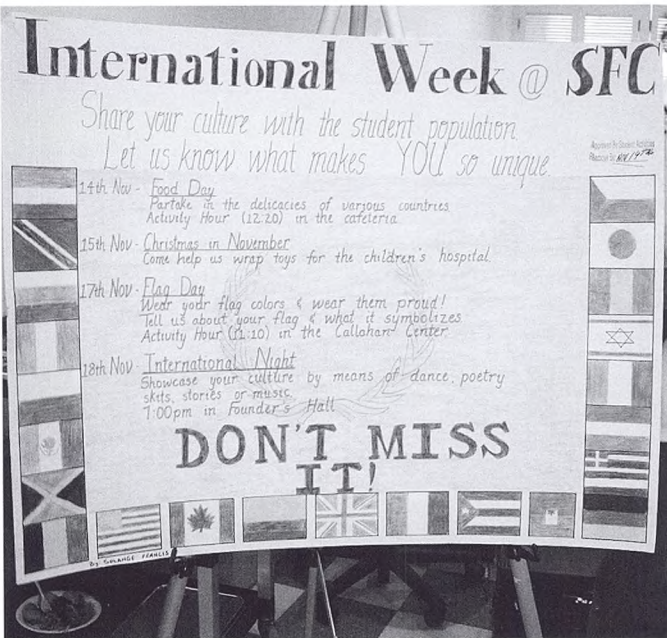 International Week @ SFC
Share your culture with the student population.
Let us know what makes YOU so unique.
14th Nov - Food Day
Partake in the delicacies of various countries
Activity Hour (12:20) in the cafeteria
15th Nov - Christmas in November
Come help us wrap toys for the children's hospital.
17th Nov - Flag Day
Wear your flag colors & wear them proud!
Tell us about your flag & what it symbolizes
Activity Hour (11:10) in the Callahan Center
18th Nov - International Night
Showcase your culture by means of dance, poetry
skits, stories or music.
7:00pm in Founder's Hall
DON'T MISS
IT!
By: SOLANGE FRANCIS